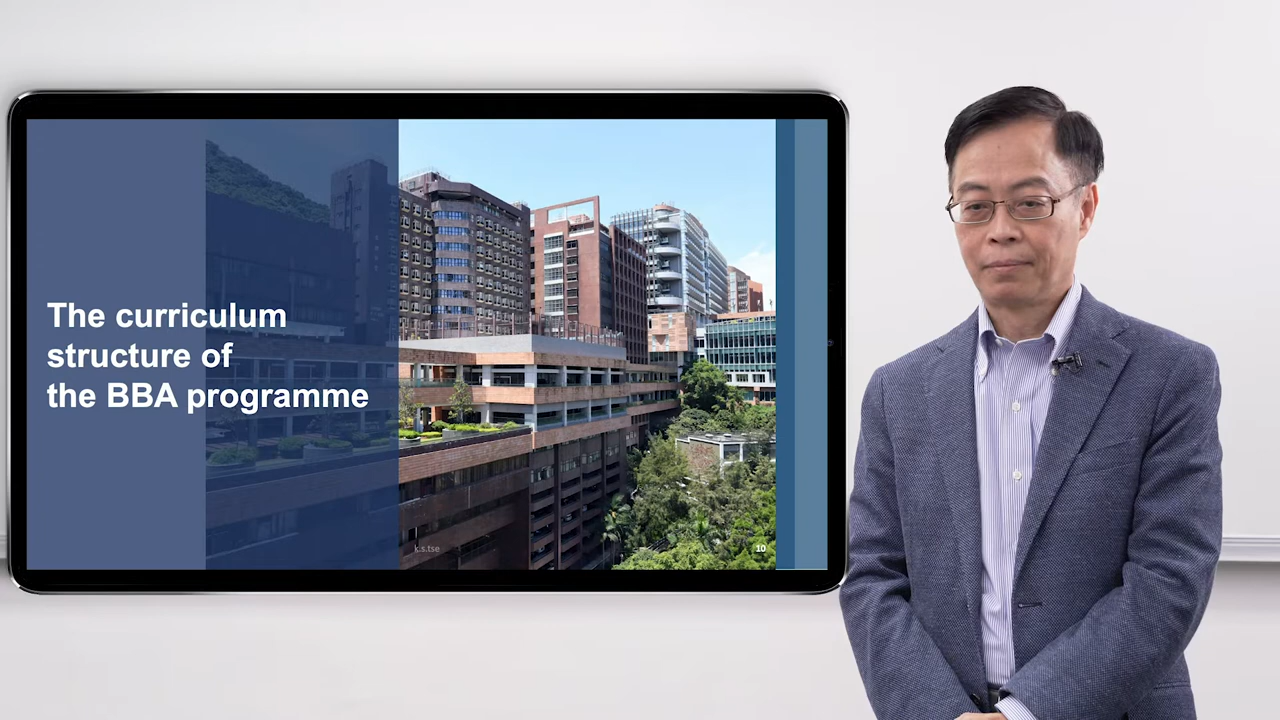 The curriculum
structure of
the BBA programme
k.s.tse
10